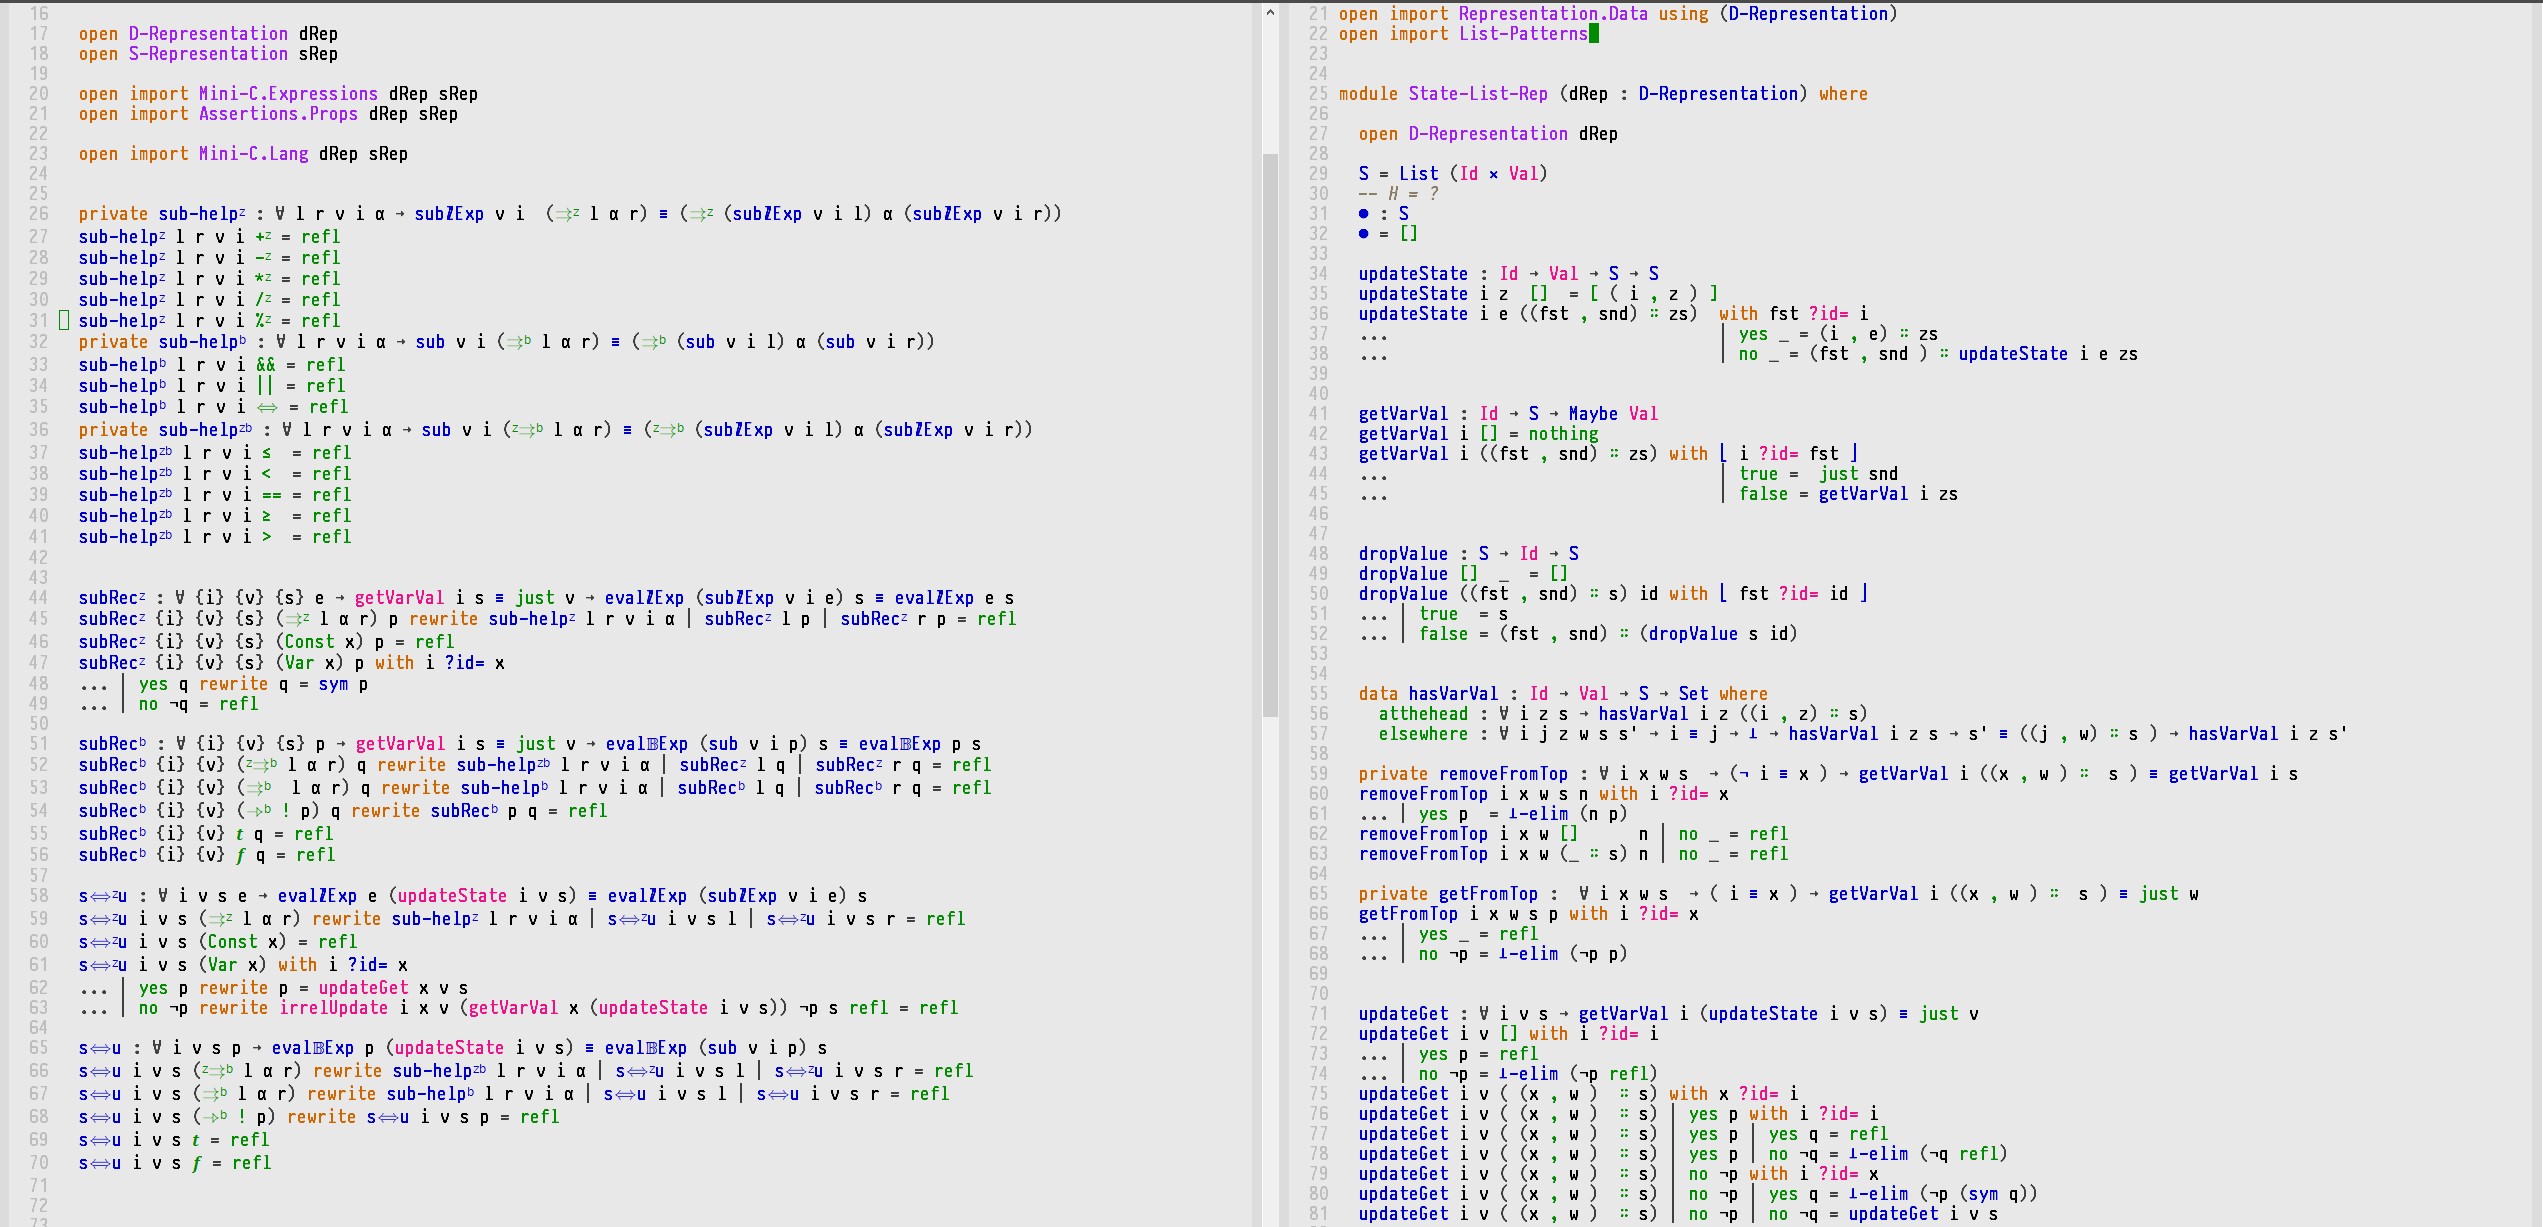 16
17 open D-Representation dRep
18 open S-Representation sRep
19
20 open import Mini-C.Expressions dRep sRep
21 open import Assertions.Props dRep sRep
22
23 open import Mini-C.Lang dRep sRep
24
25
26 private sub-helpᶻ : ∀ l r v i α → subℤExp v i  (⇉ᶻ l α r) ≡ (⇉ᶻ (subℤExp v i l) α (subℤExp v i r))
27 sub-helpᶻ l r v i +ᶻ = refl
28 sub-helpᶻ l r v i -ᶻ = refl
29 sub-helpᶻ l r v i *ᶻ = refl
30 sub-helpᶻ l r v i /ᶻ = refl
31 sub-helpᶻ l r v i %ᶻ = refl
32 private sub-helpᵇ : ∀ l r v i α → sub v i (⇉ᵇ l α r) ≡ (⇉ᵇ (sub v i l) α (sub v i r))
33 sub-helpᵇ l r v i && = refl
34 sub-helpᵇ l r v i || = refl
35 sub-helpᵇ l r v i ⇔ = refl
36 private sub-helpᶻᵇ : ∀ l r v i α → sub v i (ᶻ⇉ᵇ l α r) ≡ (ᶻ⇉ᵇ (subℤExp v i l) α (subℤExp v i r))
37 sub-helpᶻᵇ l r v i ≤  = refl
38 sub-helpᶻᵇ l r v i <  = refl
39 sub-helpᶻᵇ l r v i == = refl
40 sub-helpᶻᵇ l r v i ≥  = refl
41 sub-helpᶻᵇ l r v i >  = refl
42
43
44 subRecᶻ : ∀ {i} {v} {s} e → getVarVal i s ≡ just v → evalℤExp (subℤExp v i e) s ≡ evalℤExp e s
45 subRecᶻ {i} {v} {s} (⇉ᶻ l α r) p rewrite sub-helpᶻ l r v i α | subRecᶻ l p | subRecᶻ r p = refl
46 subRecᶻ {i} {v} {s} (Const x) p = refl
47 subRecᶻ {i} {v} {s} (Var x) p with i ?id= x
48 ... | yes q rewrite q = sym p
49 ... | no ¬q = refl
50
51 subRecᵇ : ∀ {i} {v} {s} p → getVarVal i s ≡ just v → eval𝔹Exp (sub v i p) s ≡ eval𝔹Exp p s
52 subRecᵇ {i} {v} (ᶻ⇉ᵇ l α r) q rewrite sub-helpᶻᵇ l r v i α | subRecᶻ l q | subRecᶻ r q = refl
53 subRecᵇ {i} {v} (⇉ᵇ  l α r) q rewrite sub-helpᵇ l r v i α | subRecᵇ l q | subRecᵇ r q = refl
54 subRecᵇ {i} {v} (⇾ᵇ ! p) q rewrite subRecᵇ p q = refl
55 subRecᵇ {i} {v} 𝒕 q = refl
56 subRecᵇ {i} {v} 𝒇 q = refl
57
58 s⇔ᶻu : ∀ i v s e → evalℤExp e (updateState i v s) ≡ evalℤExp (subℤExp v i e) s
59 s⇔ᶻu i v s (⇉ᶻ l α r) rewrite sub-helpᶻ l r v i α | s⇔ᶻu i v s l | s⇔ᶻu i v s r = refl
60 s⇔ᶻu i v s (Const x) = refl
61 s⇔ᶻu i v s (Var x) with i ?id= x
62 ... | yes p rewrite p = updateGet x v s
63 ... | no ¬p rewrite irrelUpdate i x v (getVarVal x (updateState i v s)) ¬p s refl = refl
64
65 s⇔u : ∀ i v s p → eval𝔹Exp p (updateState i v s) ≡ eval𝔹Exp (sub v i p) s
66 s⇔u i v s (ᶻ⇉ᵇ l α r) rewrite sub-helpᶻᵇ l r v i α | s⇔ᶻu i v s l | s⇔ᶻu i v s r = refl
67 s⇔u i v s (⇉ᵇ l α r) rewrite sub-helpᵇ l r v i α | s⇔u i v s l | s⇔u i v s r = refl
68 s⇔u i v s (⇾ᵇ ! p) rewrite s⇔u i v s p = refl
69 s⇔u i v s 𝒕 = refl
70 s⇔u i v s 𝒇 = refl
71
72
73
21 open import Representation.Data using (D-Representation)
22 open import List-Patterns
23
24
25 module State-List-Rep (dRep : D-Representation) where
26
27   open D-Representation dRep
28
29   S = List (Id × Val)
30   -- H = ?
31   ● : S
32   ● = []
33
34   updateState : Id → Val → S → S
35   updateState i z  []  = [ ( i , z ) ]
36   updateState i e ((fst , snd) ∷ zs)  with fst ?id= i
37   ...                                 | yes _ = (i , e) ∷ zs
38   ...                                 | no _ = (fst , snd ) ∷ updateState i e zs
39
40
41   getVarVal : Id → S → Maybe Val
42   getVarVal i [] = nothing
43   getVarVal i ((fst , snd) ∷ zs) with ⌊ i ?id= fst ⌋
44   ...                                 | true =  just snd
45   ...                                 | false = getVarVal i zs
46
47
48   dropValue : S → Id → S
49   dropValue []  _  = []
50   dropValue ((fst , snd) ∷ s) id with ⌊ fst ?id= id ⌋
51   ... | true  = s
52   ... | false = (fst , snd) ∷ (dropValue s id)
53
54
55   data hasVarVal : Id → Val → S → Set where
56     atthehead : ∀ i z s → hasVarVal i z ((i , z) ∷ s)
57     elsewhere : ∀ i j z w s s' → i ≡ j → ⊥ → hasVarVal i z s → s' ≡ ((j , w) ∷ s ) → hasVarVal i z s'
58
59   private removeFromTop : ∀ i x w s  → (¬ i ≡ x ) → getVarVal i ((x , w ) ∷  s ) ≡ getVarVal i s
60   removeFromTop i x w s n with i ?id= x
61   ... | yes p  = ⊥-elim (n p)
62   removeFromTop i x w []      n | no _ = refl
63   removeFromTop i x w (_ ∷ s) n | no _ = refl
64
65   private getFromTop :  ∀ i x w s  → ( i ≡ x ) → getVarVal i ((x , w ) ∷  s ) ≡ just w
66   getFromTop i x w s p with i ?id= x
67   ... | yes _ = refl
68   ... | no ¬p = ⊥-elim (¬p p)
69
70
71   updateGet : ∀ i v s → getVarVal i (updateState i v s) ≡ just v
72   updateGet i v [] with i ?id= i
73   ... | yes p = refl
74   ... | no ¬p = ⊥-elim (¬p refl)
75   updateGet i v ( (x , w )  ∷ s) with x ?id= i
76   updateGet i v ( (x , w )  ∷ s) | yes p with i ?id= i
77   updateGet i v ( (x , w )  ∷ s) | yes p | yes q = refl
78   updateGet i v ( (x , w )  ∷ s) | yes p | no ¬q = ⊥-elim (¬q refl)
79   updateGet i v ( (x , w )  ∷ s) | no ¬p with i ?id= x
80   updateGet i v ( (x , w )  ∷ s) | no ¬p | yes q = ⊥-elim (¬p (sym q))
81   updateGet i v ( (x , w )  ∷ s) | no ¬p | no ¬q = updateGet i v s